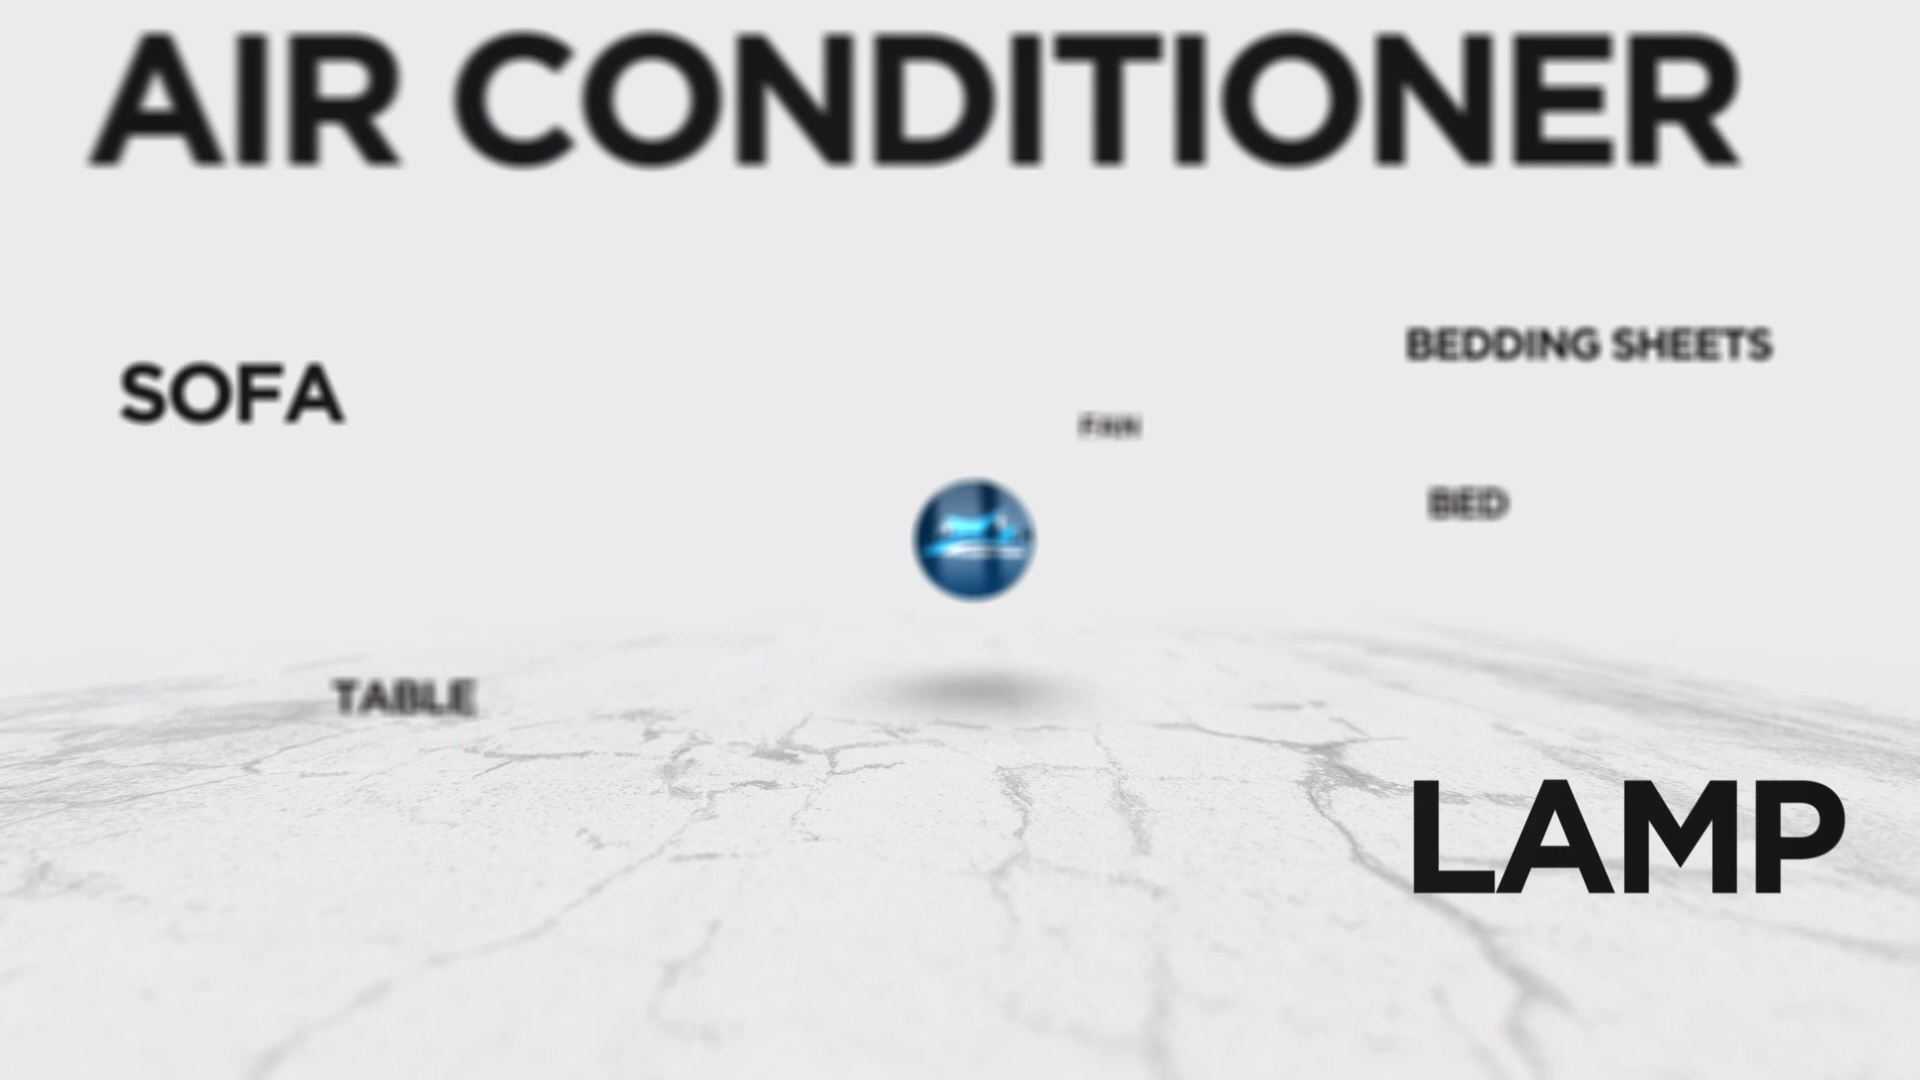 AIR CONDITIONER
BEDDING SHEETS
SOFA
FAN
BED
TABLE
LAMP